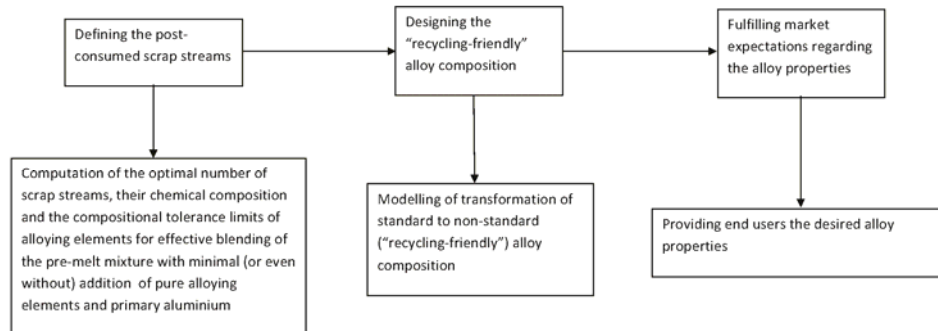 Defining the post-
consumed scrap streams
Designing the
“recycling-friendly”
alloy composition
Fulfilling market
expectations regarding
the alloy properties
Computation of the optimal number of
scrap streams, their chemical composition
and the compositional tolerance limits of
alloying elements for effective blending of
the pre-melt mixture with minimal (or even
without) addition of pure alloying
elements and primary aluminium
Modelling of transformation of
standard to non-standard
(“recycling-friendly”) alloy
composition
Providing end users the desired alloy
properties